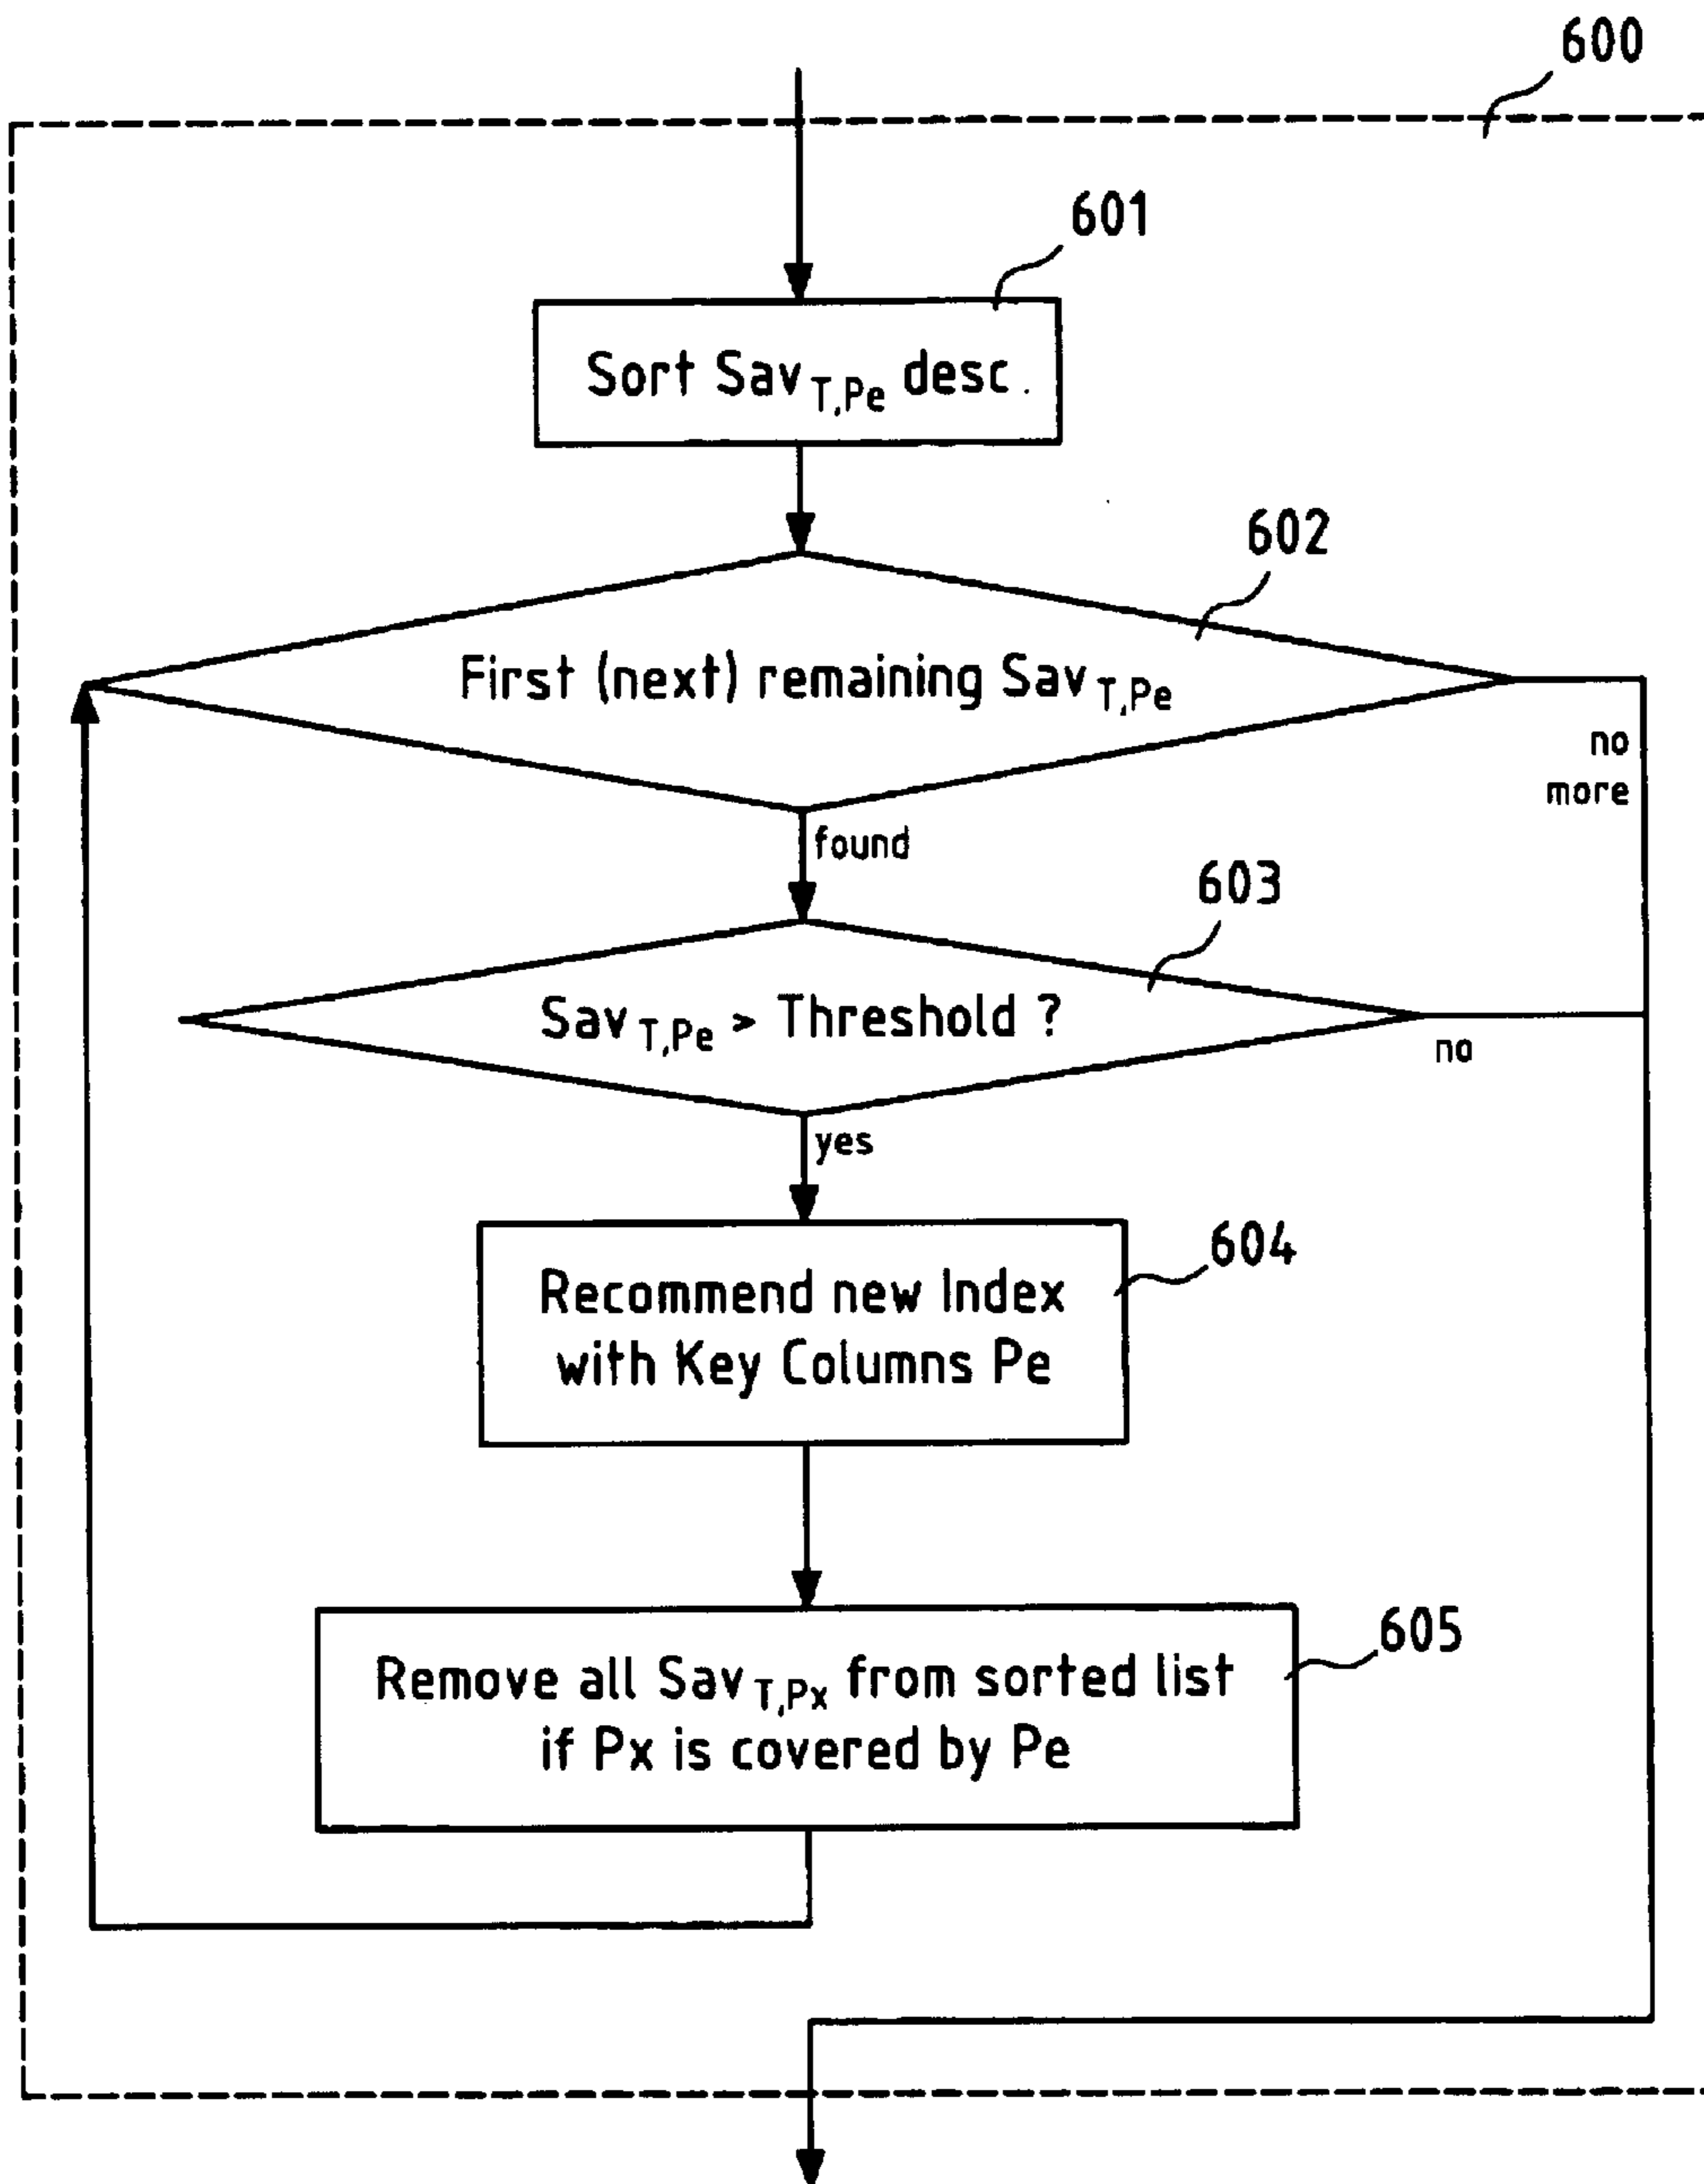 600
601
Sort Sav T,Pe desc.
602
First (next) remaining Sav T,Pe
no
more
found
603
Sav T,Pe > Threshold ?
no
yes
604
Recommend new Index
with Key Columns Pe
605
Remove all Sav T,Px from sorted list
if Px is covered by Pe